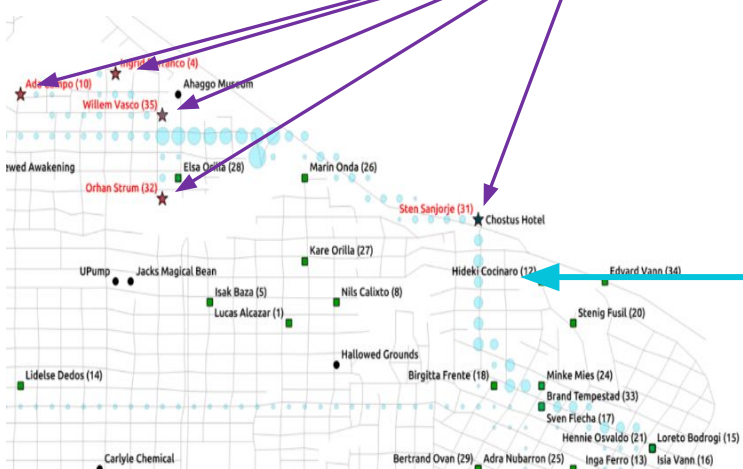 Ingrid Barranco (4)
Ada Campo (10)
Ahaggo Museum
Willem Vasco (35)
ewed Awakening
Elsa Orilla (28)
Marin Onda (26)
Orhan Strum (32)
Sten Sanjorje (31)
Chostus Hotel
Kare Orilla (27)
UPump
Jacks Magical Bean
Hideki Cocinaro (12)
Edvard Vann (34)
Isak Baza (5)
Nils Calixto (8)
Lucas Alcazar (1)
Stenig Fusil (20)
Hallowed Grounds
Lidelse Dedos (14)
Birgitta Frente (18)
Minke Mies (24)
Brand Tempestad (33)
Sven Flecha (17)
Hennie Osvaldo (21)
Loreto Bodrogi (15)
Carlyle Chemical
Bertrand Ovan (29)
Adra Nubarron (25)
Inga Ferro (13)
Isia Vann (16)